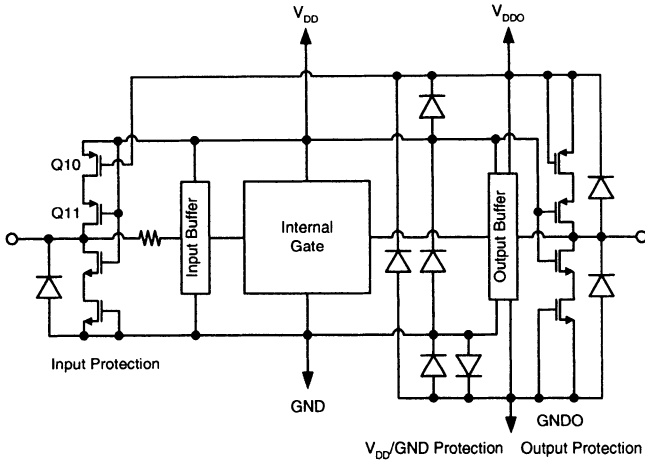 V_DD
V_DDO
Q10
Q11
Input Buffer
Internal
Gate
Output Buffer
Input Protection
GND
GNDO
V_DD/GND Protection
Output Protection